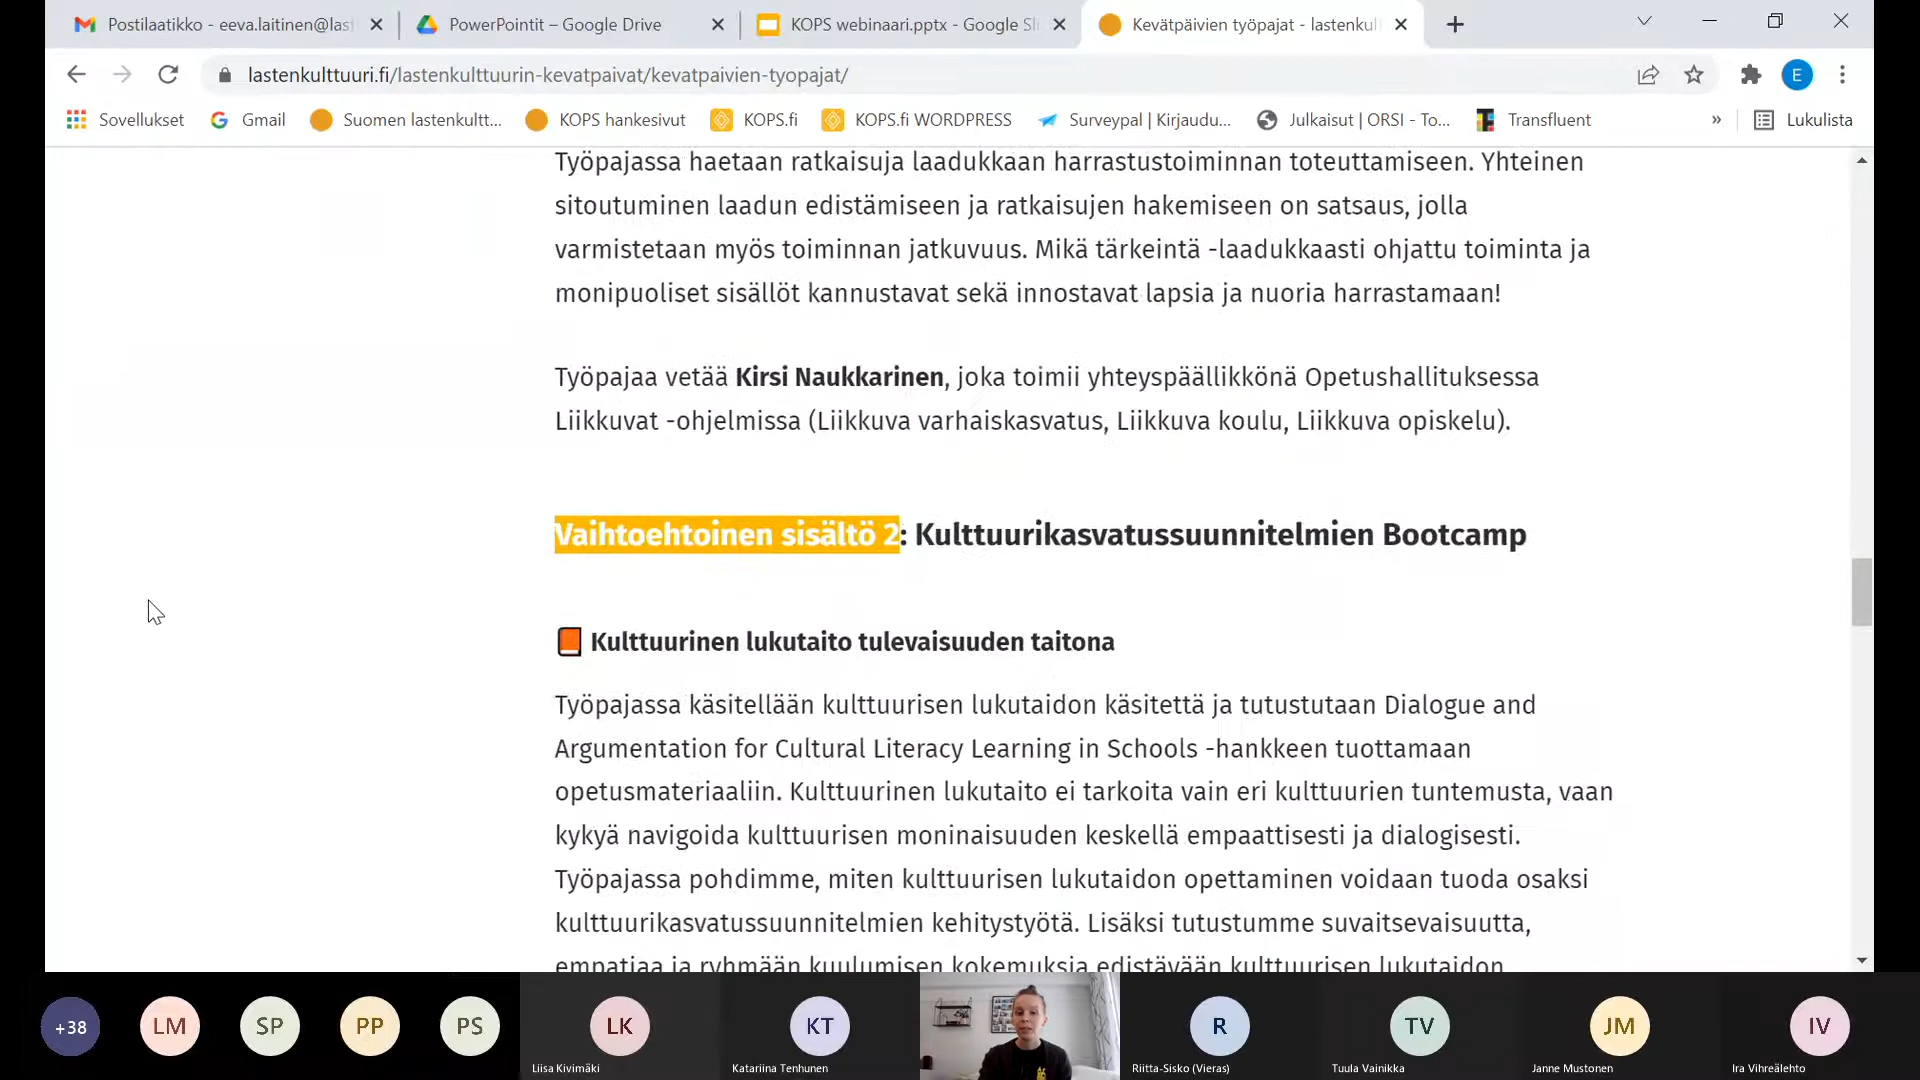 Postilaatikko - eeva.laitinen@last
PowerPointit – Google Drive
KOPS webinaari.pptx - Google Sli
Kevätpäivien työpajat - lastenkul
lastenkulttuuri.fi/lastenkulttuurin-kevatpaivat/kevatpaivien-tyopajat/
E
Sovellukset
Gmail
Suomen lastenkultt...
KOPS hankesivut
KOPS.fi
KOPS.fi WORDPRESS
Surveypal | Kirjaudu...
Julkaisut | ORSI - To...
Transfluent
»
Lukulista
Työpajassa haetaan ratkaisuja laadukkaan harrastustoiminnan toteuttamiseen. Yhteinen
sitoutuminen laadun edistämiseen ja ratkaisujen hakemiseen on satsaus, jolla
varmistetaan myös toiminnan jatkuvuus. Mikä tärkeintä -laadukkaasti ohjattu toiminta ja
monipuoliset sisällöt kannustavat sekä innostavat lapsia ja nuoria harrastamaan!
Työpajaa vetää Kirsi Naukkarinen, joka toimii yhteyspäällikkönä Opetushallituksessa
Liikkuvat -ohjelmissa (Liikkuva varhaiskasvatus, Liikkuva koulu, Liikkuva opiskelu).
Vaihtoehtoinen sisältö 2: Kulttuurikasvatussuunnitelmien Bootcamp
Kulttuurinen lukutaito tulevaisuuden taitona
Työpajassa käsitellään kulttuurisen lukutaidon käsitettä ja tutustutaan Dialogue and
Argumentation for Cultural Literacy Learning in Schools -hankkeen tuottamaan
opetusmateriaaliin. Kulttuurinen lukutaito ei tarkoita vain eri kulttuurien tuntemusta, vaan
kykyä navigoida kulttuurisen moninaisuuden keskellä empaattisesti ja dialogisesti.
Työpajassa pohdimme, miten kulttuurisen lukutaidon opettaminen voidaan tuoda osaksi
kulttuurikasvatussuunnitelmien kehitystyötä. Lisäksi tutustumme suvaitsevaisuutta,
empatiaa ja ryhmään kuulumisen kokemuksia edistävään kulttuurisen lukutaidon
+38
LM
SP
PP
PS
LK
Liisa Kivimäki
KT
Katariina Tenhunen
R
Riitta-Sisko (Vieras)
TV
Tuula Vainikka
JM
Janne Mustonen
IV
Ira Vihreälehto